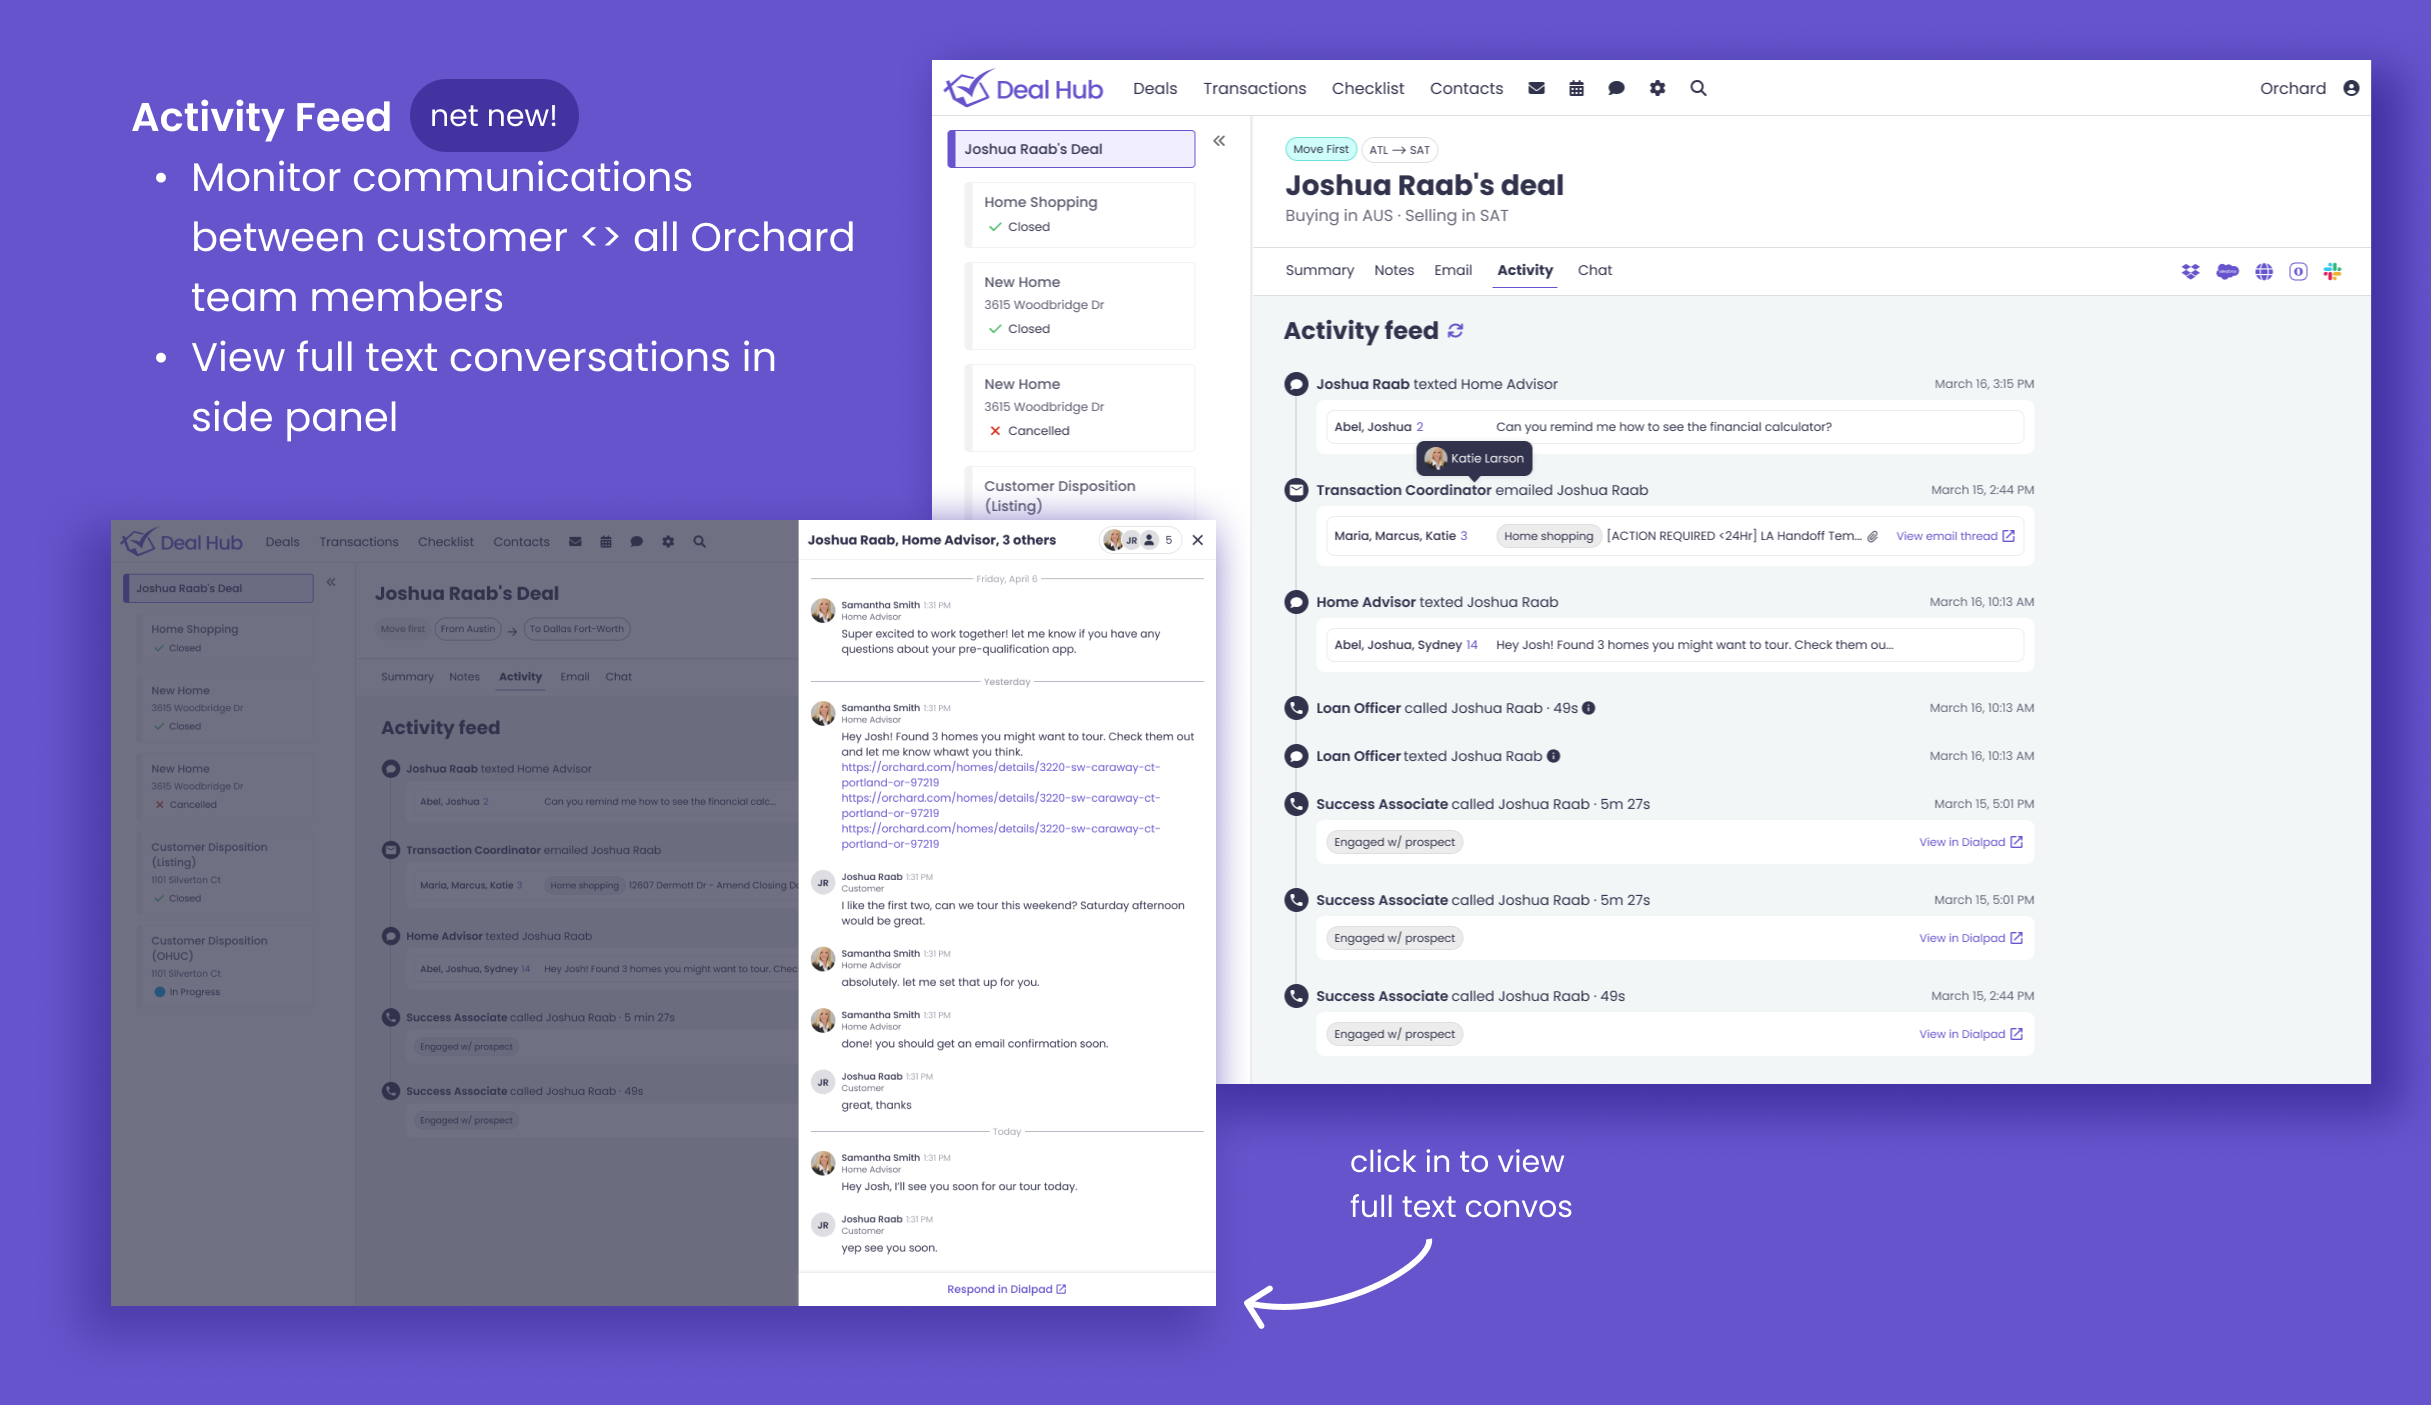 Activity Feed
net new!
• Monitor communications
between customer <> all Orchard
team members
• View full text conversations in
side panel
Deal Hub
Deals
Transactions
Checklist
Contacts
Orchard
Joshua Raab's Deal
Home Shopping
Closed
New Home
3615 Woodbridge Dr
Closed
New Home
3615 Woodbridge Dr
Cancelled
Customer Disposition
(Listing)
Move First
ATL → SAT
Joshua Raab's deal
Buying in AUS · Selling in SAT
Summary
Notes
Email
Activity
Chat
Activity feed
Joshua Raab texted Home Advisor
March 16, 3:15 PM
Abel, Joshua 2
Can you remind me how to see the financial calculator?
Katie Larson
Transaction Coordinator emailed Joshua Raab
March 15, 2:44 PM
Maria, Marcus, Katie 3
Home shopping
[ACTION REQUIRED <24Hr] LA Handoff Tem...
View email thread
Home Advisor texted Joshua Raab
March 16, 10:13 AM
Abel, Joshua, Sydney 14
Hey Josh! Found 3 homes you might want to tour. Check them ou...
Loan Officer called Joshua Raab · 49s
March 16, 10:13 AM
Loan Officer texted Joshua Raab
March 16, 10:13 AM
Success Associate called Joshua Raab · 5m 27s
March 15, 5:01 PM
Engaged w/ prospect
View in Dialpad
Success Associate called Joshua Raab · 5m 27s
March 15, 5:01 PM
Engaged w/ prospect
View in Dialpad
Success Associate called Joshua Raab · 49s
March 15, 2:44 PM
Engaged w/ prospect
View in Dialpad
Deal Hub
Deals
Transactions
Checklist
Contacts
Joshua Raab's Deal
Home Shopping
Closed
New Home
3615 Woodbridge Dr
Closed
New Home
3615 Woodbridge Dr
Cancelled
Customer Disposition
(Listing)
1101 Silverton Ct
Closed
Customer Disposition
(OHUC)
1101 Silverton Ct
In Progress
Joshua Raab's Deal
Move first
From Austin
→
To Dallas Fort-Worth
Summary
Notes
Activity
Email
Chat
Activity feed
Joshua Raab texted Home Advisor
Abel, Joshua 2
Can you remind me how to see the financial calc...
Transaction Coordinator emailed Joshua Raab
Maria, Marcus, Katie 3
Home shopping
12607 Dermott Dr - Amend Closing Da
Home Advisor texted Joshua Raab
Abel, Joshua, Sydney 14
Hey Josh! Found 3 homes you might want to tour. Chec
Success Associate called Joshua Raab · 5 min 27s
Engaged w/ prospect
Success Associate called Joshua Raab · 49s
Engaged w/ prospect
Joshua Raab, Home Advisor, 3 others
JR
5
Friday, April 6
Samantha Smith 1:31 PM
Home Advisor
Super excited to work together! let me know if you have any
questions about your pre-qualification app.
Yesterday
Samantha Smith 1:31 PM
Home Advisor
Hey Josh! Found 3 homes you might want to tour. Check them out
and let me know whawt you think.
https://orchard.com/homes/details/3220-sw-caraway-ct-
portland-or-97219
https://orchard.com/homes/details/3220-sw-caraway-ct-
portland-or-97219
https://orchard.com/homes/details/3220-sw-caraway-ct-
portland-or-97219
JR
Joshua Raab 1:31 PM
Customer
I like the first two, can we tour this weekend? Saturday afternoon
would be great.
Samantha Smith 1:31 PM
Home Advisor
absolutely. let me set that up for you.
Samantha Smith 1:31 PM
Home Advisor
done! you should get an email confirmation soon.
JR
Joshua Raab 1:31 PM
Customer
great, thanks
Today
Samantha Smith 1:31 PM
Home Advisor
Hey Josh, I'll see you soon for our tour today.
JR
Joshua Raab 1:31 PM
Customer
yep see you soon.
Respond in Dialpad
click in to view
full text convos